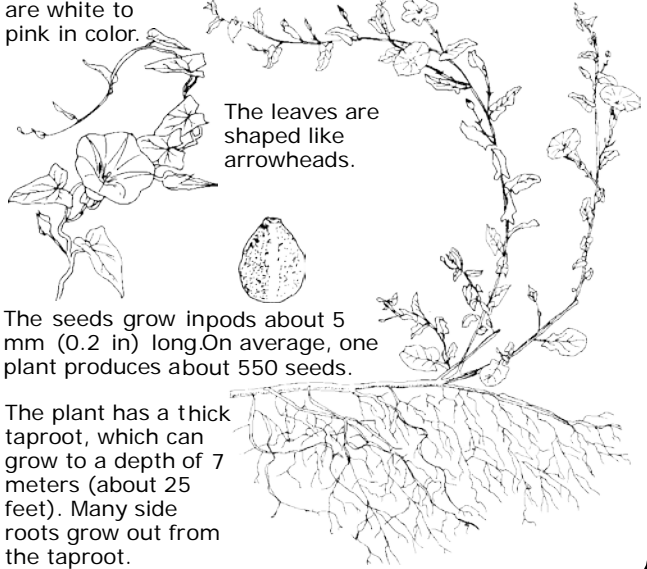 are white to
pink in color.
The leaves are
shaped like
arrowheads.
The seeds grow inpods about 5
mm (0.2 in) long.On average, one
plant produces about 550 seeds.
The plant has a thick
taproot, which can
grow to a depth of 7
meters (about 25
feet). Many side
roots grow out from
the taproot.